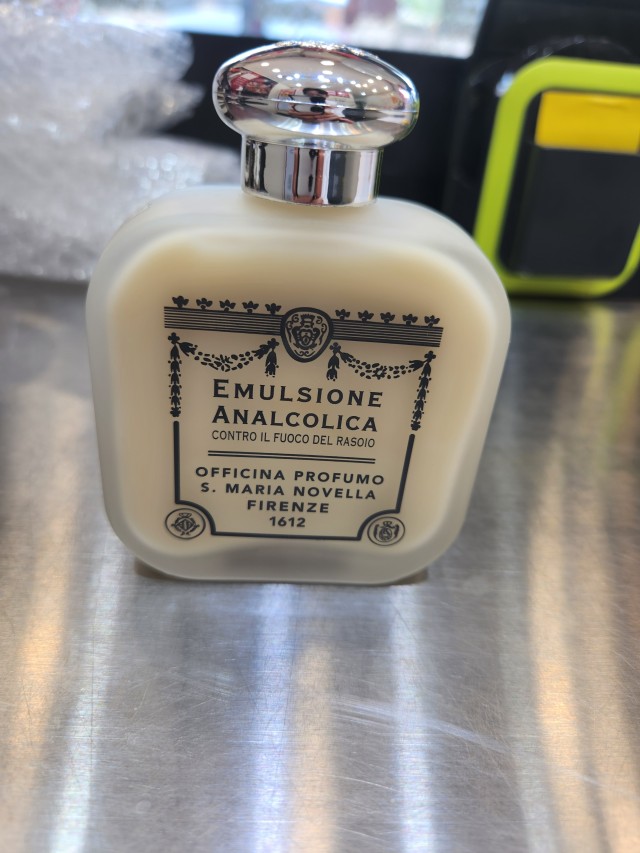 EMULSIONE
ANALCOLICA
CONTRO IL FUOCO DEL RASOIO
OFFICINA PROFUMO
S. MARIA NOVELLA
FIRENZE
1612